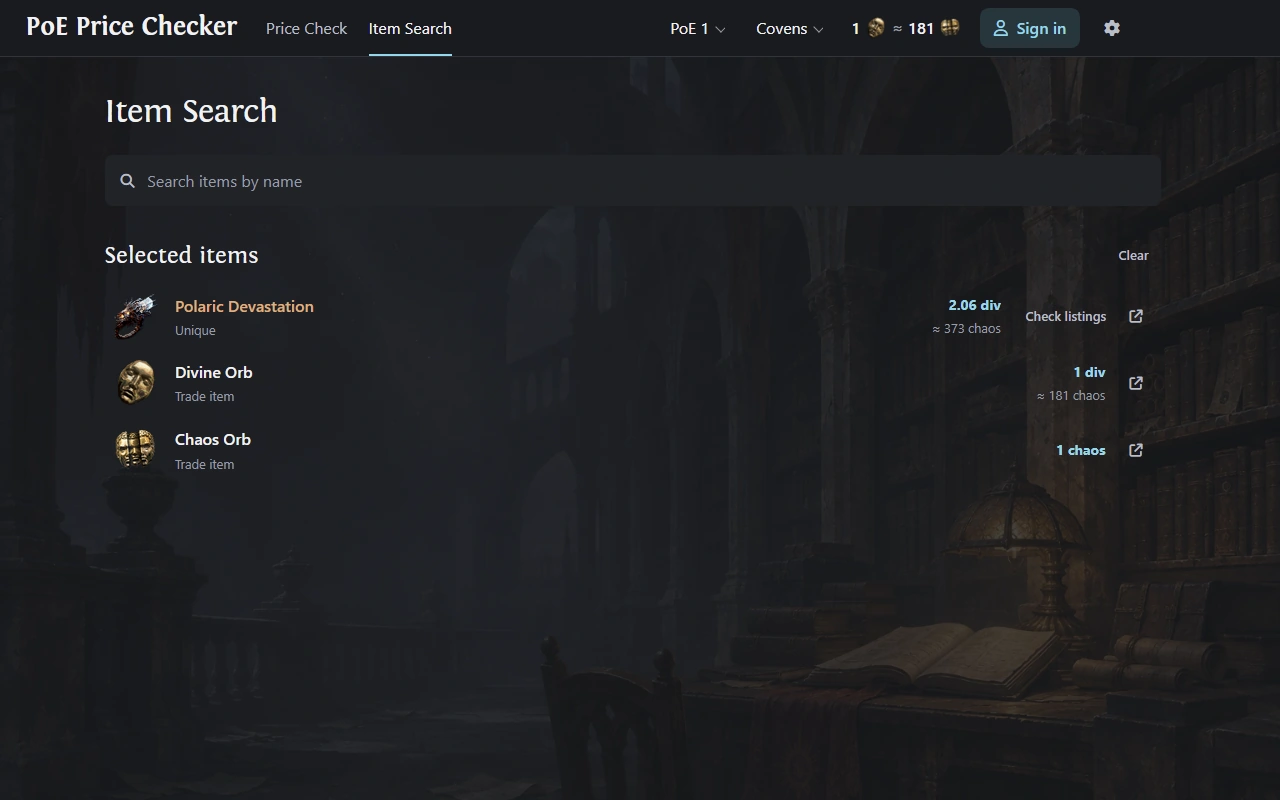 PoE Price Checker
Price Check
Item Search
PoE 1
Covens
1 ≈ 181
Sign in
Item Search
Search items by name
Selected items
Clear
Polaric Devastation
Unique
2.06 div
≈ 373 chaos
Check listings
Divine Orb
Trade item
1 div
≈ 181 chaos
Chaos Orb
Trade item
1 chaos